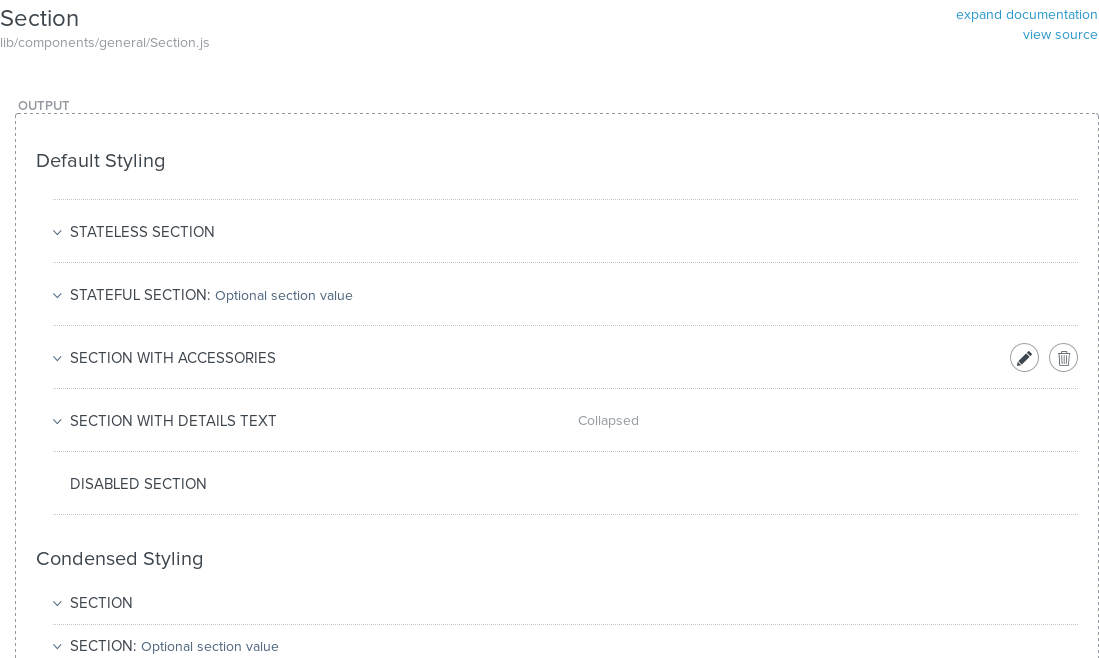 Section
expand documentation
lib/components/general/Section.js
view source
OUTPUT
Default Styling
STATELESS SECTION
STATEFUL SECTION: Optional section value
SECTION WITH ACCESSORIES
SECTION WITH DETAILS TEXT Collapsed
DISABLED SECTION
Condensed Styling
SECTION
SECTION: Optional section value